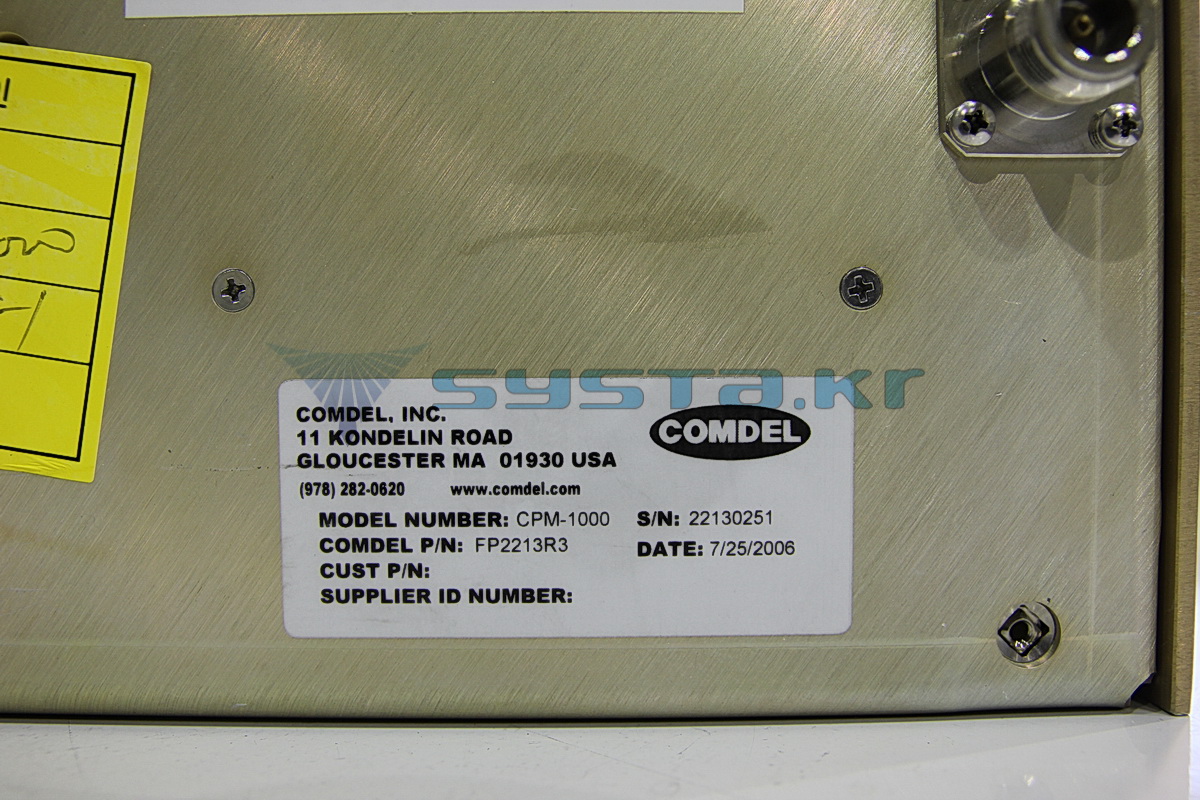 systa.kr
COMDEL, INC.
11 KONDELIN ROAD
GLOUCESTER MA 01930 USA
COMDEL
(978) 282-0620 www.comdel.com
MODEL NUMBER: CPM-1000 S/N: 22130251
COMDEL P/N: FP2213R3 DATE: 7/25/2006
CUST P/N:
SUPPLIER ID NUMBER: